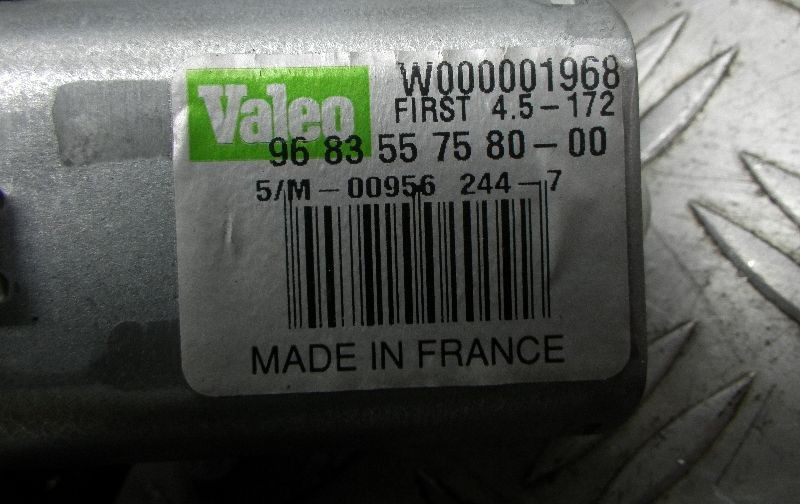 Valeo
W000001968
FIRST 4.5-172
96 83 55 75 80-00
5/M-00956 244-7
MADE IN FRANCE